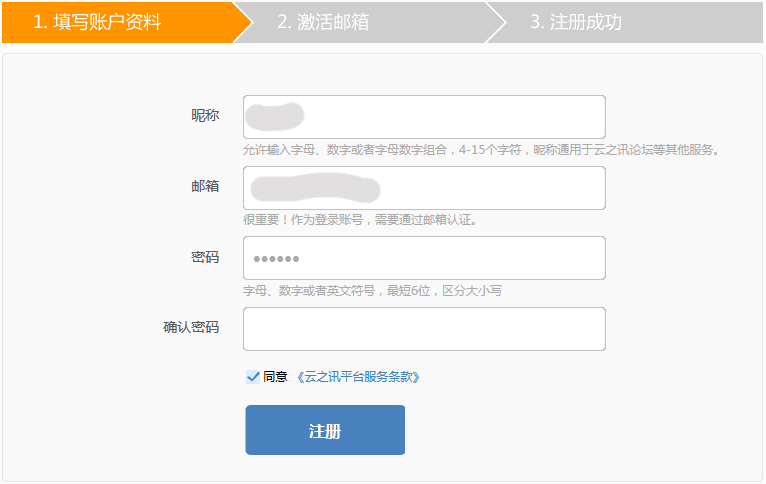 1. 填写账户资料 2. 激活邮箱 3. 注册成功
昵称
允许输入字母、数字或者字母数字组合，4-15个字符，昵称通用于云之讯论坛等其他服务。
邮箱
很重要！作为登录账号，需要通过邮箱认证。
密码 ••••••
字母、数字或者英文符号，最短6位，区分大小写
确认密码
同意 《云之讯平台服务条款》
注册